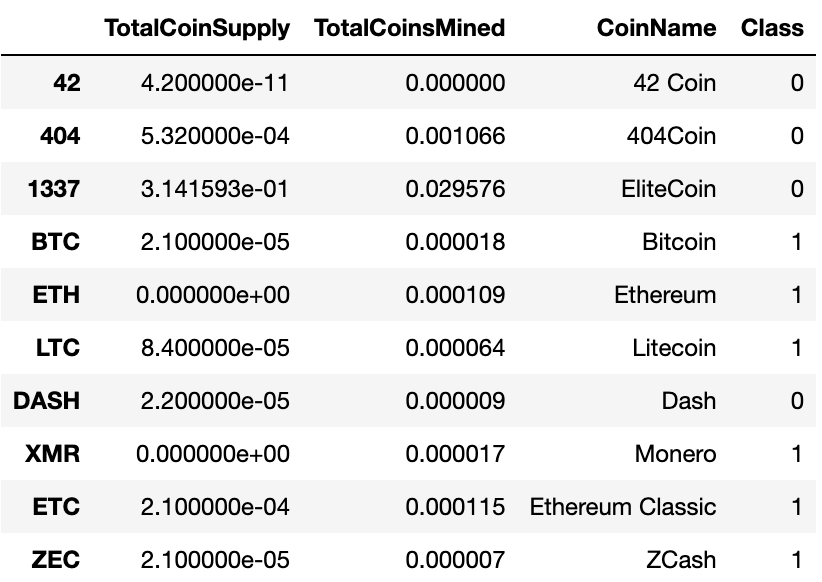 TotalCoinSupply TotalCoinsMined CoinName Class
42 4.200000e-11 0.000000 42 Coin 0
404 5.320000e-04 0.001066 404Coin 0
1337 3.141593e-01 0.029576 EliteCoin 0
BTC 2.100000e-05 0.000018 Bitcoin 1
ETH 0.000000e+00 0.000109 Ethereum 1
LTC 8.400000e-05 0.000064 Litecoin 1
DASH 2.200000e-05 0.000009 Dash 0
XMR 0.000000e+00 0.000017 Monero 1
ETC 2.100000e-04 0.000115 Ethereum Classic 1
ZEC 2.100000e-05 0.000007 ZCash 1